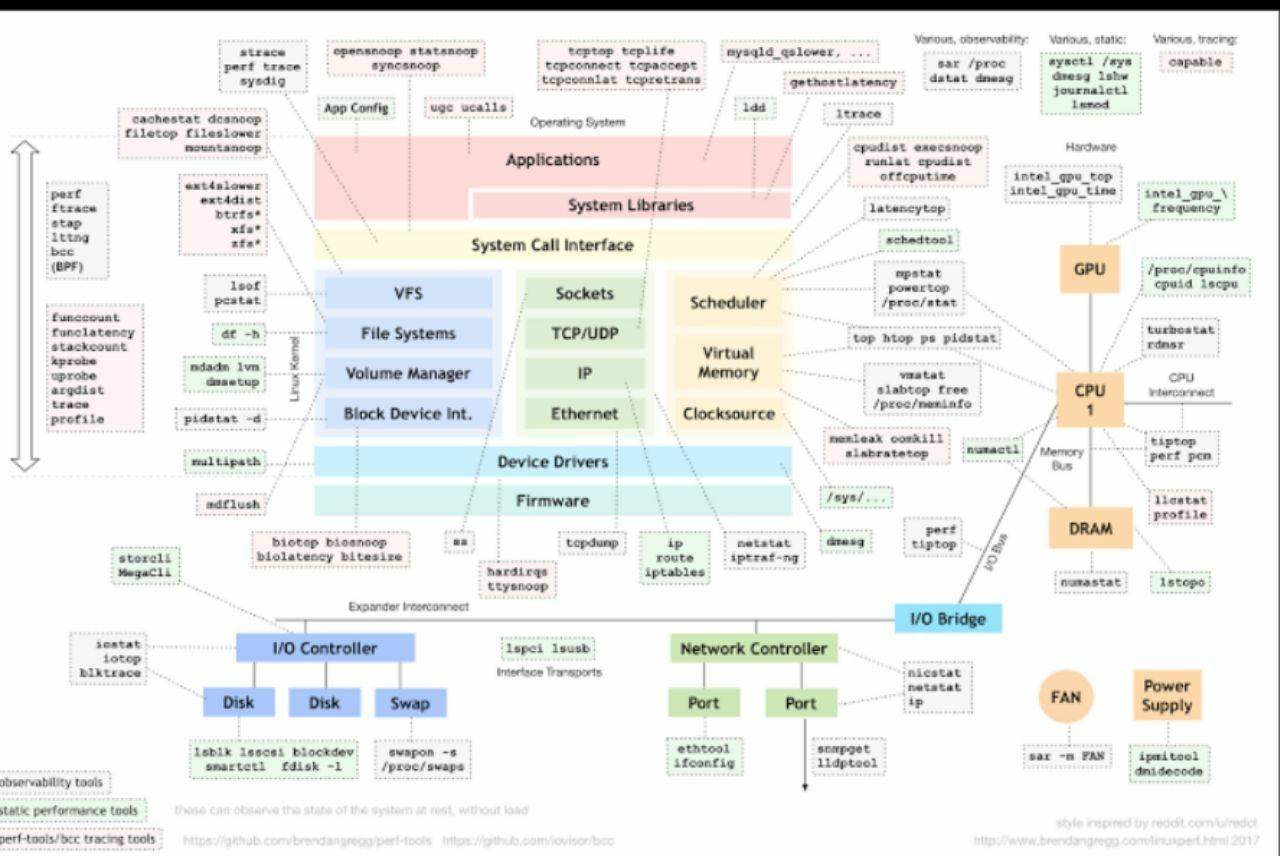 strace
perf trace
sysdig
opensnoop statsnoop
syncsnoop
tcptop tcplife
tcpconnect tcpaccept
tcpconnlat tcpretrans
mysqld_qslower, ...
gethostlatency
Various, observability:
sar /proc
dstat dmesg
Various, static:
sysctl /sys
dmesg lshw
journalctl
lsmod
Various, tracing:
capable
App Config
ugc ucalls
ldd
ltrace
Operating System
cachestat dcsnoop
filetop fileslower
mountsnoop
Applications
System Libraries
System Call Interface
cpudist execsnoop
runlat cpudist
offcputime
Hardware
intel_gpu_top
intel_gpu_time
intel_gpu_\
frequency
perf
ftrace
stap
lttng
bcc
(BPF)
ext4slower
ext4dist
btrfs*
xfs*
zfs*
latencytop
schedtool
GPU
lsof
pcstat
VFS
Sockets
Scheduler
mpstat
powertop
/proc/stat
/proc/cpuinfo
cpuid lscpu
funccount
funclatency
stackcount
kprobe
uprobe
argdist
trace
profile
df -h
Linux Kernel
File Systems
TCP/UDP
top htop ps pidstat
turbostat
rdmsr
mdadm lvm
dmsetup
Volume Manager
IP
Virtual
Memory
vmstat
slabtop free
/proc/meminfo
CPU
1
CPU
Interconnect
pidstat -d
Block Device Int.
Ethernet
Clocksource
memleak oomkill
slabratetop
numactl
Memory
Bus
tiptop
perf pcm
multipath
Device Drivers
mdflush
Firmware
/sys/...
llcstat
profile
DRAM
perf
tiptop
I/O Bus
storcli
MegaCli
biotop biosnoop
biolatency bitesize
ss
hardirqs
ttysnoop
tcpdump
ip
route
iptables
netstat
iptraf-ng
dmesg
numastat
lstopo
Expander Interconnect
I/O Bridge
iostat
iotop
blktrace
I/O Controller
lspci lsusb
Interface Transports
Network Controller
nicstat
netstat
ip
Disk
Disk
Swap
Port
Port
FAN
Power
Supply
lsblk lsscsi blockdev
smartctl fdisk -l
swapon -s
/proc/swaps
ethtool
ifconfig
snmpget
lldptool
sar -m FAN
ipmitool
dmidecode
observability tools
static performance tools
these can observe the state of the system at rest, without load
perf-tools/bcc tracing tools
https://github.com/brendangregg/perf-tools https://github.com/iovisor/bcc
style inspired by reddit.com/u/redct
http://www.brendangregg.com/linuxperf.html 2017